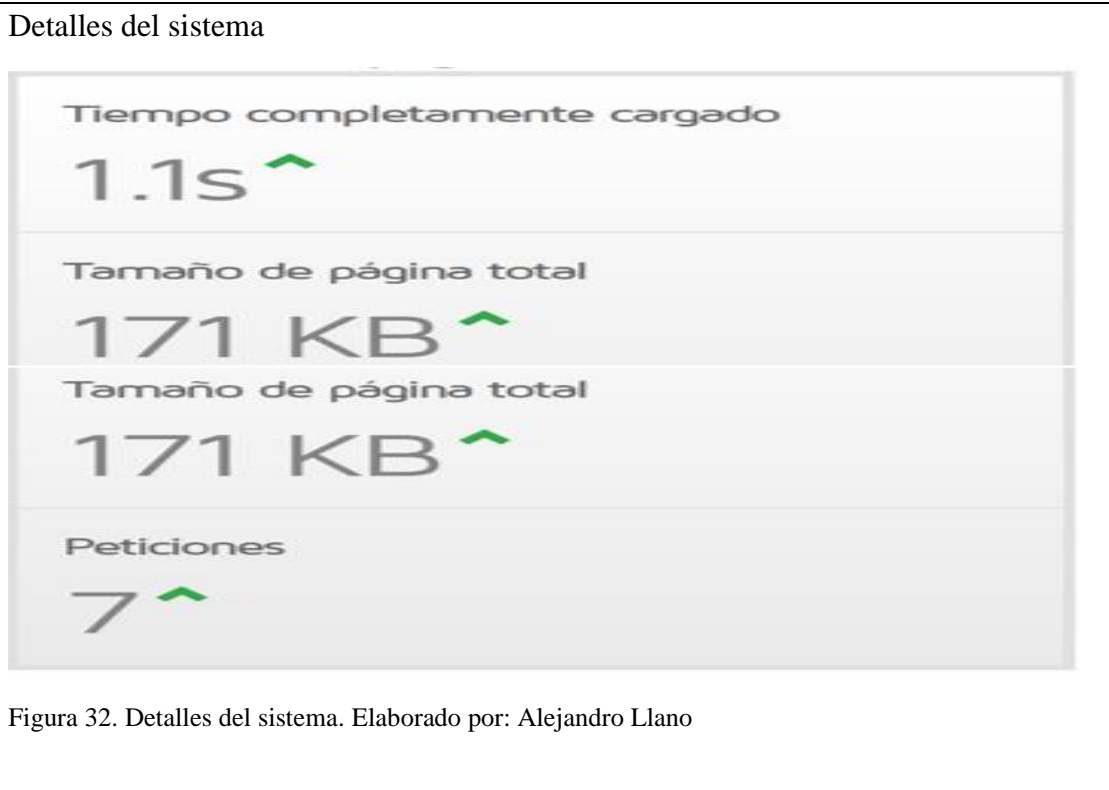 Detalles del sistema
Tiempo completamente cargado
1.1s
Tamaño de página total
171 KB
Tamaño de página total
171 KB
Peticiones
7
Figura 32. Detalles del sistema. Elaborado por: Alejandro Llano